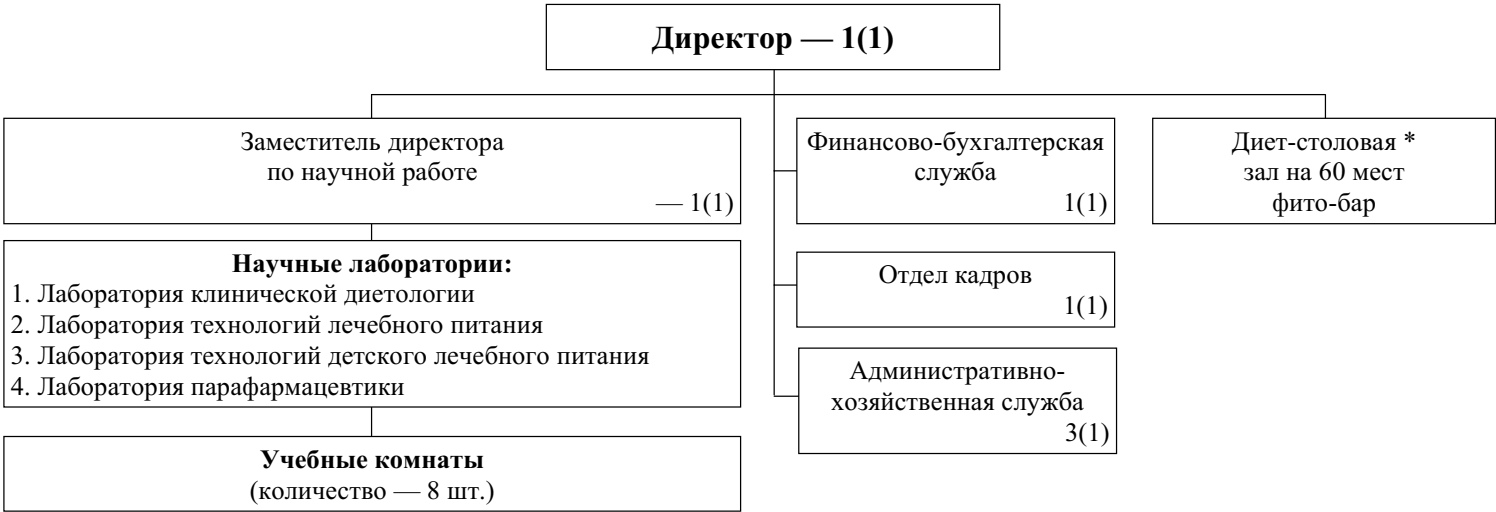 Директор — 1(1)
Заместитель директора
по научной работе
— 1(1)
Научные лаборатории:
1. Лаборатория клинической диетологии
2. Лаборатория технологий лечебного питания
3. Лаборатория технологий детского лечебного питания
4. Лаборатория парафармацевтики
Учебные комнаты
(количество — 8 шт.)
Финансово-бухгалтерская
служба
1(1)
Отдел кадров
1(1)
Административно-
хозяйственная служба
3(1)
Диет-столовая *
зал на 60 мест
фито-бар